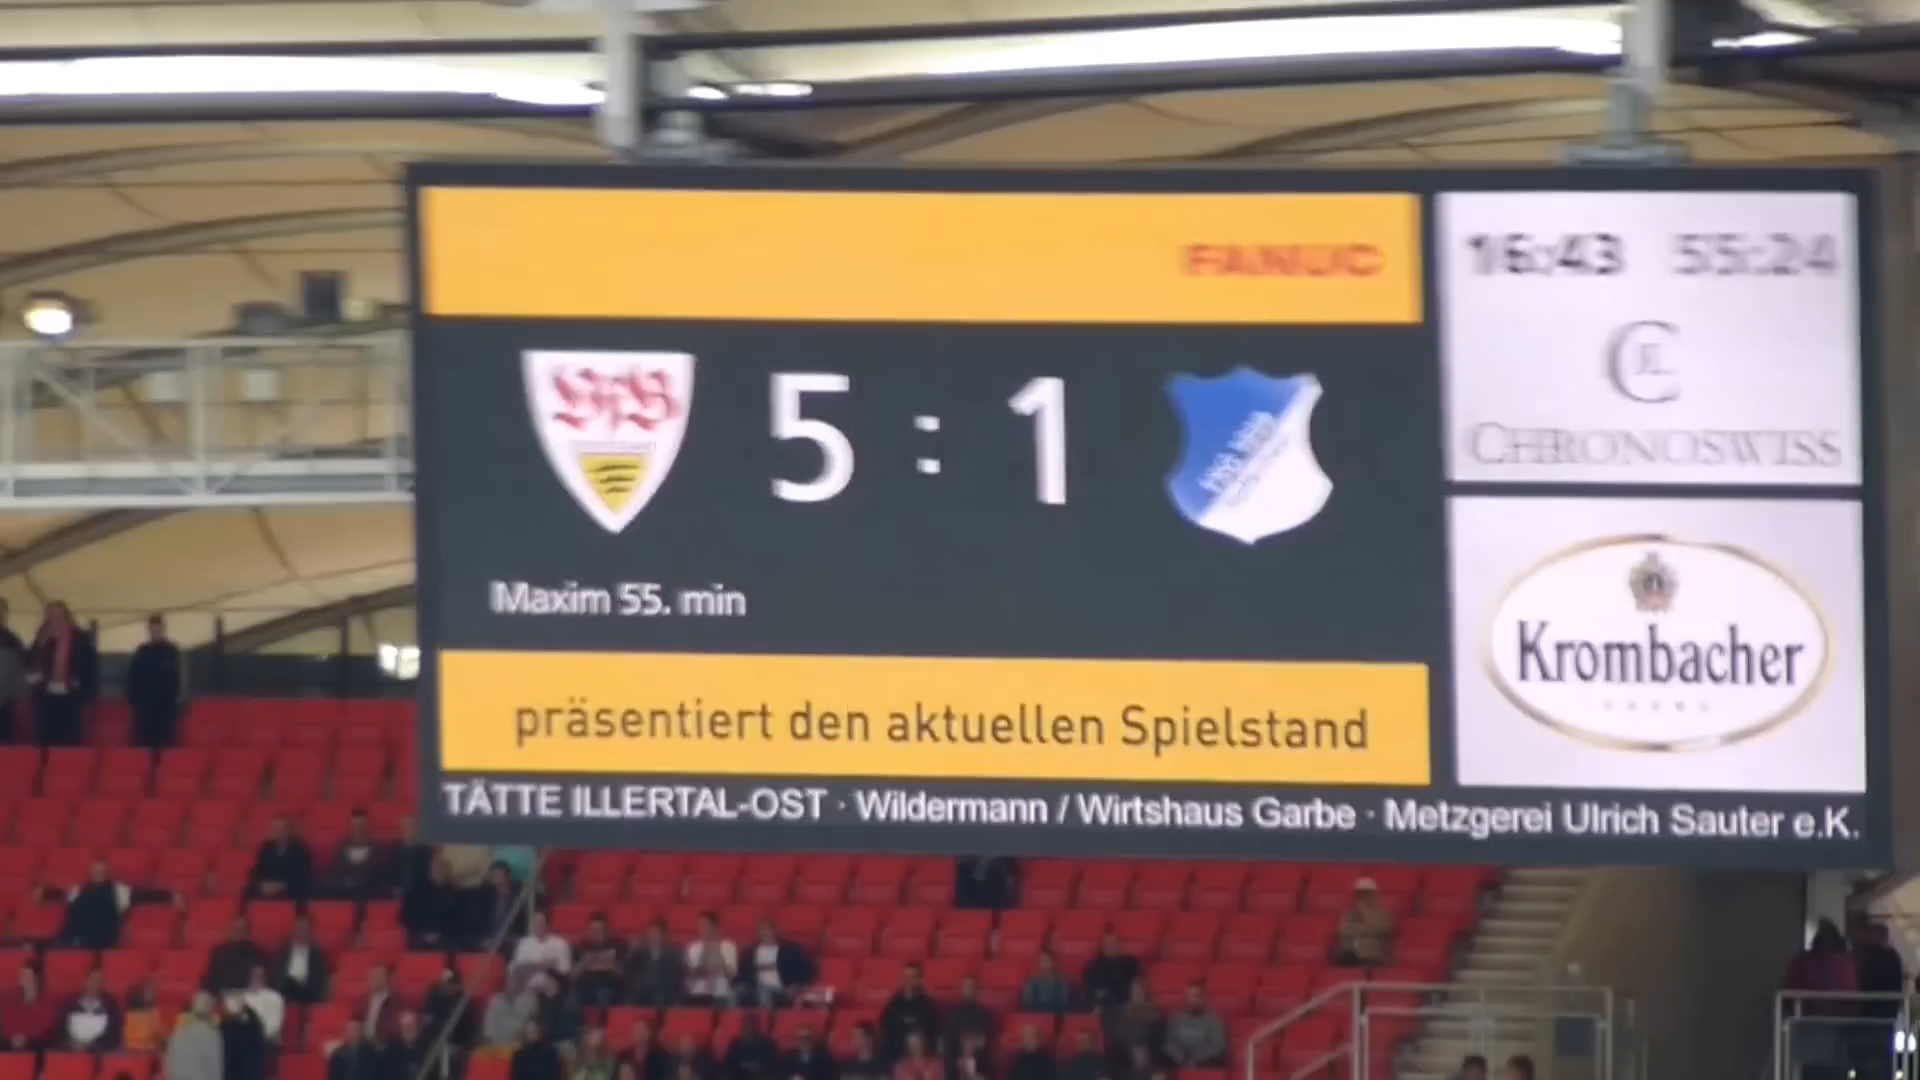 FANUC
16:43 55:24
CHRONOSWISS
VfB
5 : 1
Maxim 55. min
Krombacher
präsentiert den aktuellen Spielstand
TÄTTE ILLERTAL-OST · Wildermann / Wirtshaus Garbe · Metzgerei Ulrich Sauter e.K.